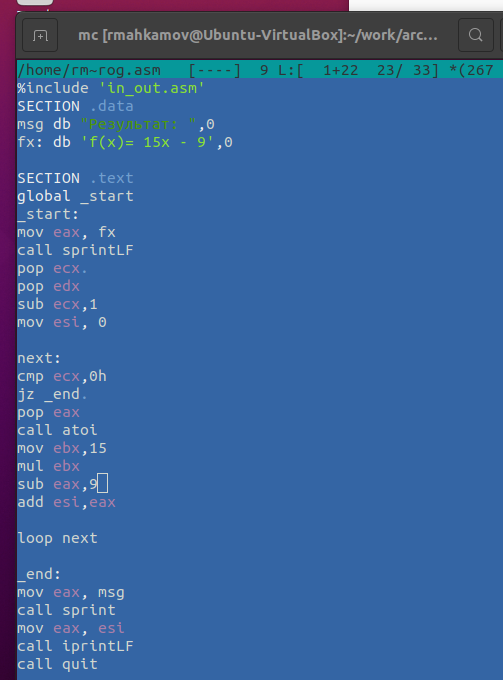 mc [rmahkamov@Ubuntu-VirtualBox]:~/work/arc...
/home/rm~rog.asm   [----]  9 L:[  1+22  23/ 33] *(267
%include 'in_out.asm'
SECTION .data
msg db "Результат: ",0
fx: db 'f(x)= 15x - 9',0
SECTION .text
global _start
_start:
mov eax, fx
call sprintLF
pop ecx.
pop edx
sub ecx,1
mov esi, 0
next:
cmp ecx,0h
jz _end.
pop eax
call atoi
mov ebx,15
mul ebx
sub eax,9
add esi,eax
loop next
_end:
mov eax, msg
call sprint
mov eax, esi
call iprintLF
call quit